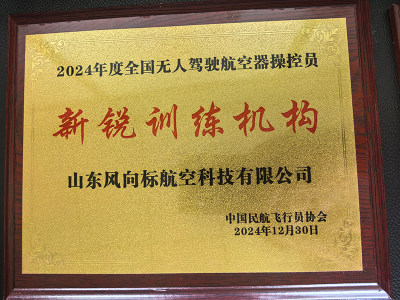 2024年度全国无人驾驶航空器操控员
新锐训练机构
山东风向标航空科技有限公司
中国民航飞行员协会
2024年12月30日